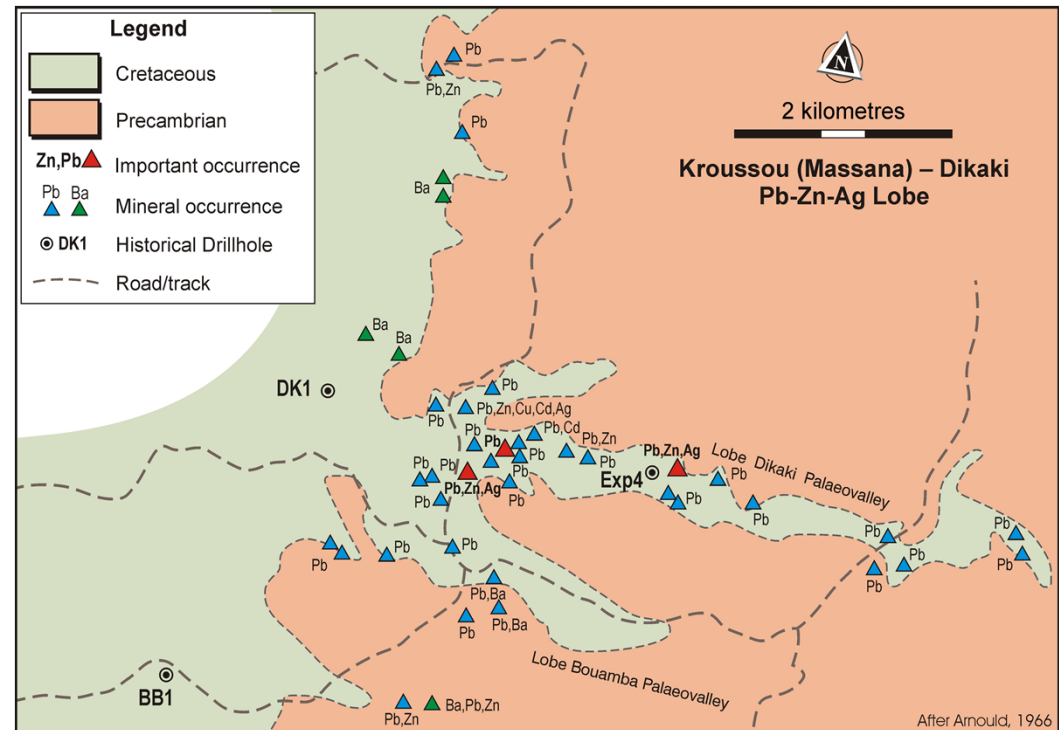 Legend
Cretaceous
Precambrian
Zn,Pb Important occurrence
Pb Ba
Mineral occurrence
DK1 Historical Drillhole
Road/track
N
2 kilometres
Kroussou (Massana) – Dikaki
Pb-Zn-Ag Lobe
Pb
Pb,Zn
Pb
Ba
Ba
Ba
DK1
Pb
Pb
Pb,Zn,Cu,Cd,Ag
Pb,Cd
Pb
Pb
Pb,Zn
Pb
Pb
Pb,Zn,Ag
Lobe Dikaki Palaeovalley
Pb
Pb
Pb
Pb,Zn,Ag
Exp4
Pb
Pb
Pb
Pb
Pb
Pb
Pb
Pb
Pb
Pb
Pb
Pb
Pb,Ba
Pb
Pb,Ba
Lobe Bouamba Palaeovalley
BB1
Pb,Zn
Ba,Pb,Zn
After Arnould, 1966